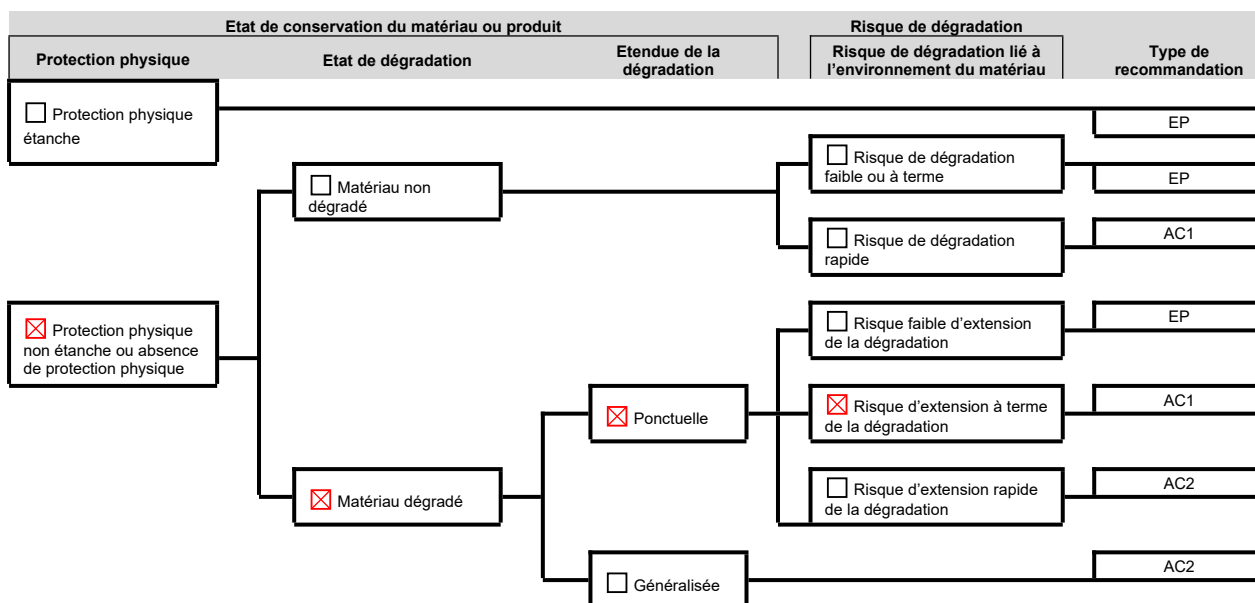 Etat de conservation du matériau ou produit
Risque de dégradation
Protection physique
Etat de dégradation
Etendue de la
dégradation
Risque de dégradation lié à
l'environnement du matériau
Type de
recommandation
Protection physique
étanche
EP
Matériau non
dégradé
Risque de dégradation
faible ou à terme
EP
Risque de dégradation
rapide
AC1
Protection physique
non étanche ou absence
de protection physique
Risque faible d'extension
de la dégradation
EP
Ponctuelle
Risque d'extension à terme
de la dégradation
AC1
Matériau dégradé
Risque d'extension rapide
de la dégradation
AC2
Généralisée
AC2